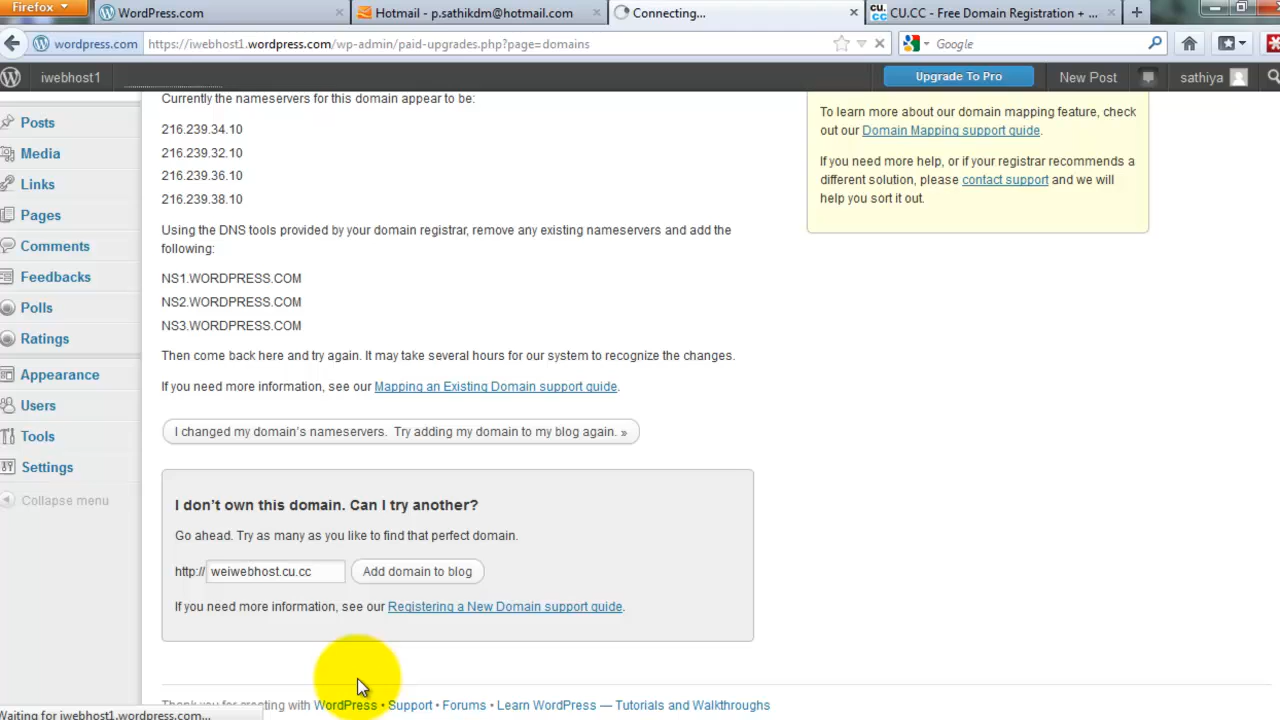 Firefox
WordPress.com
Hotmail - p.sathikdm@hotmail.com
Connecting...
CU.CC - Free Domain Registration + ...
wordpress.com
https://iwebhost1.wordpress.com/wp-admin/paid-upgrades.php?page=domains
Google
iwebhost1
Upgrade To Pro
New Post
sathiya
Posts
Media
Links
Pages
Comments
Feedbacks
Polls
Ratings
Appearance
Users
Tools
Settings
Collapse menu
Currently the nameservers for this domain appear to be:
216.239.34.10
216.239.32.10
216.239.36.10
216.239.38.10
Using the DNS tools provided by your domain registrar, remove any existing nameservers and add the
following:
NS1.WORDPRESS.COM
NS2.WORDPRESS.COM
NS3.WORDPRESS.COM
Then come back here and try again. It may take several hours for our system to recognize the changes.
If you need more information, see our Mapping an Existing Domain support guide.
I changed my domain's nameservers. Try adding my domain to my blog again. »
I don't own this domain. Can I try another?
Go ahead. Try as many as you like to find that perfect domain.
http:// weiwebhost.cu.cc Add domain to blog
If you need more information, see our Registering a New Domain support guide.
To learn more about our domain mapping feature, check
out our Domain Mapping support guide.
If you need more help, or if your registrar recommends a
different solution, please contact support and we will
help you sort it out.
Thank you for creating with WordPress • Support • Forums • Learn WordPress — Tutorials and Walkthroughs
Waiting for iwebhost1.wordpress.com...